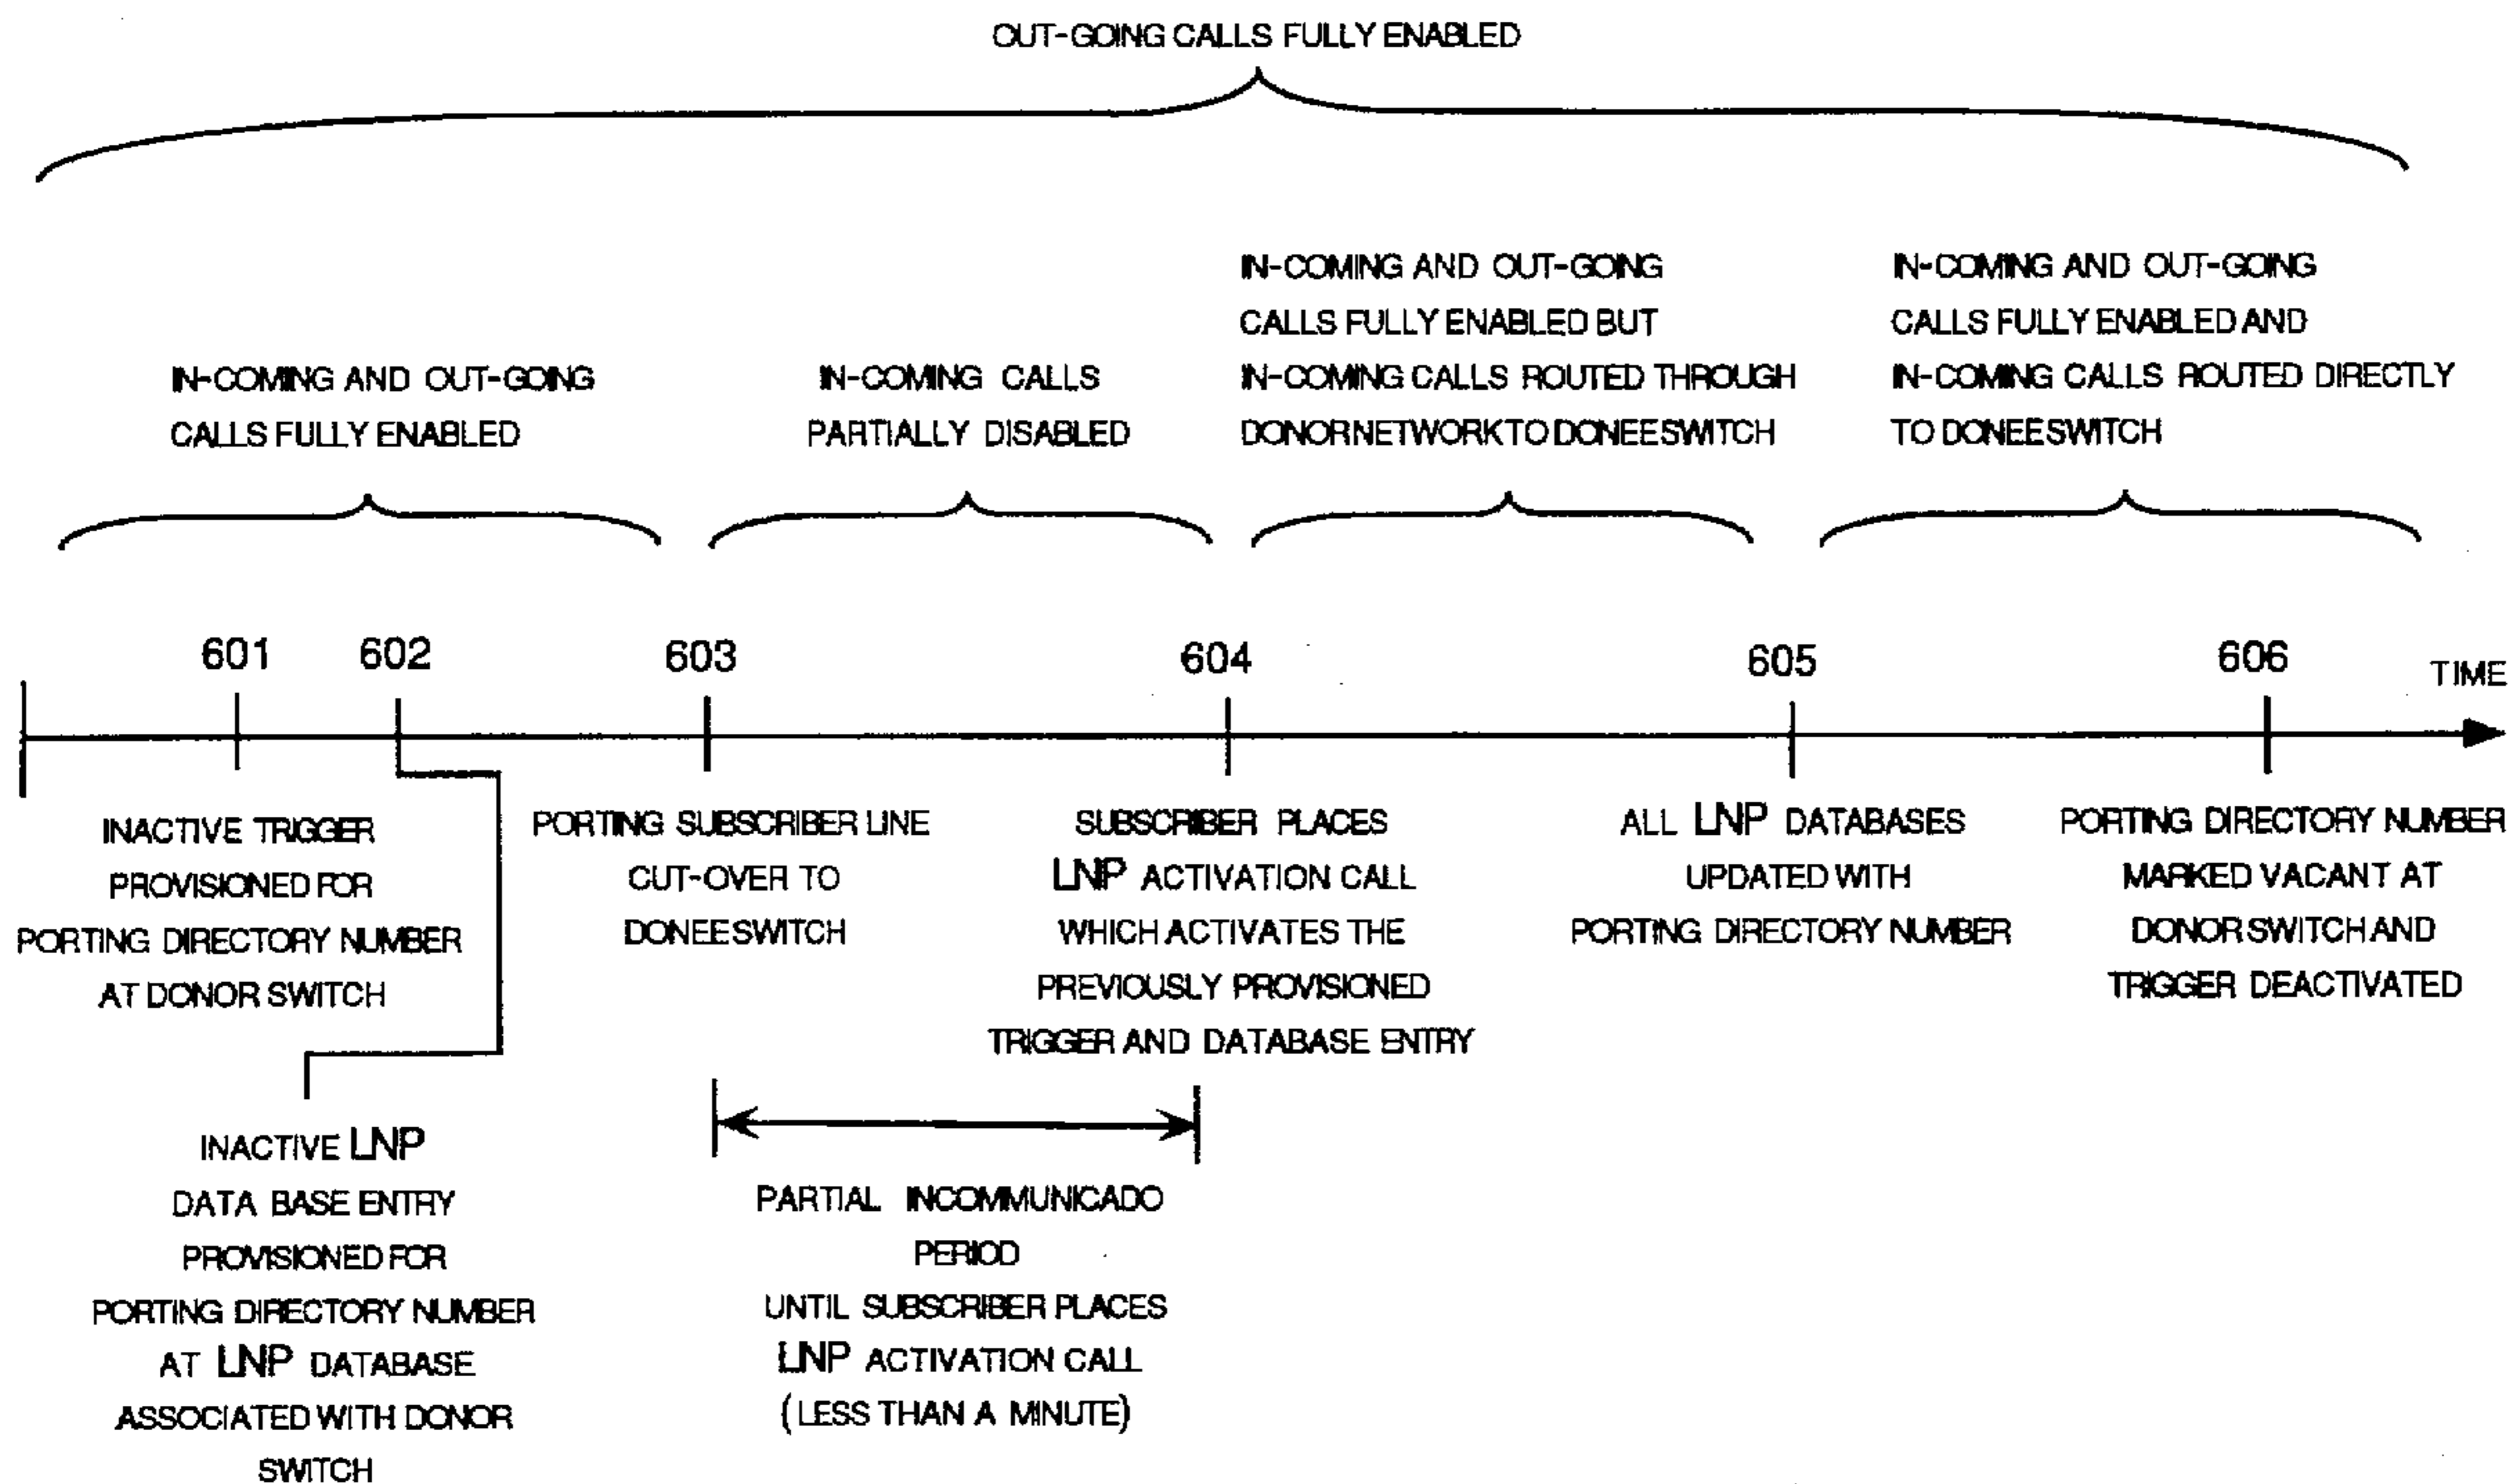 OUT-GOING CALLS FULLY ENABLED
IN-COMING AND OUT-GOING
CALLS FULLY ENABLED
IN-COMING CALLS
PARTIALLY DISABLED
IN-COMING AND OUT-GOING
CALLS FULLY ENABLED BUT
IN-COMING CALLS ROUTED THROUGH
DONOR NETWORK TO DONEE SWITCH
IN-COMING AND OUT-GOING
CALLS FULLY ENABLED AND
IN-COMING CALLS ROUTED DIRECTLY
TO DONEE SWITCH
601
602
603
604
605
606
TIME
INACTIVE TRIGGER
PROVISIONED FOR
PORTING DIRECTORY NUMBER
AT DONOR SWITCH
INACTIVE LNP
DATA BASE ENTRY
PROVISIONED FOR
PORTING DIRECTORY NUMBER
AT LNP DATABASE
ASSOCIATED WITH DONOR
SWITCH
PORTING SUBSCRIBER LINE
CUT-OVER TO
DONEE SWITCH
SUBSCRIBER PLACES
LNP ACTIVATION CALL
WHICH ACTIVATES THE
PREVIOUSLY PROVISIONED
TRIGGER AND DATABASE ENTRY
PARTIAL INCOMMUNICADO
PERIOD
UNTIL SUBSCRIBER PLACES
LNP ACTIVATION CALL
(LESS THAN A MINUTE)
ALL LNP DATABASES
UPDATED WITH
PORTING DIRECTORY NUMBER
PORTING DIRECTORY NUMBER
MARKED VACANT AT
DONOR SWITCH AND
TRIGGER DEACTIVATED